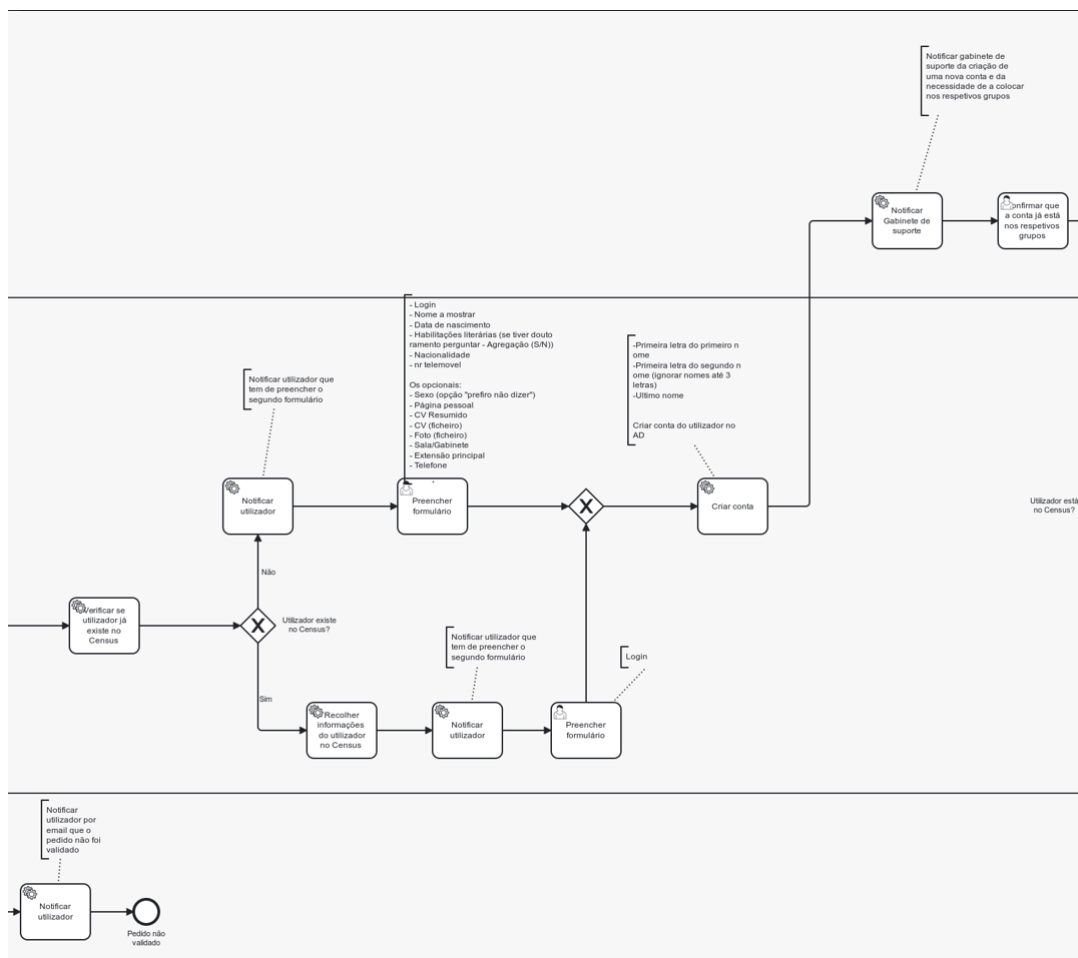 Notificar gabinete de
suporte da criação de
uma nova conta e da
necessidade de a colocar
nos respetivos grupos
Notificar
Gabinete de
suporte
onfirmar que
a conta já está
nos respetivos
grupos
- Login
- Nome a mostrar
- Data de nascimento
- Habilitações literárias (se tiver douto
ramento perguntar - Agregação (S/N))
- Nacionalidade
- nr telemovel
Os opcionais:
- Sexo (opção "prefiro não dizer")
- Página pessoal
- CV Resumido
- CV (ficheiro)
- Foto (ficheiro)
- Sala/Gabinete
- Extensão principal
- Telefone
-Primeira letra do primeiro n
ome
-Primeira letra do segundo n
ome (ignorar nomes até 3
letras)
-Ultimo nome
Criar conta do utilizador no
AD
Notificar utilizador que
tem de preencher o
segundo formulário
Notificar
utilizador
Preencher
formulário
X
Criar conta
Utilizador está
no Census?
Não
Verificar se
utilizador já
existe no
Census
X
Utilizador existe
no Census?
Sim
Notificar utilizador que
tem de preencher o
segundo formulário
Login
Recolher
informações
do utilizador
no Census
Notificar
utilizador
Preencher
formulário
Notificar
utilizador por
email que o
pedido não foi
validado
Notificar
utilizador
Pedido não
validado